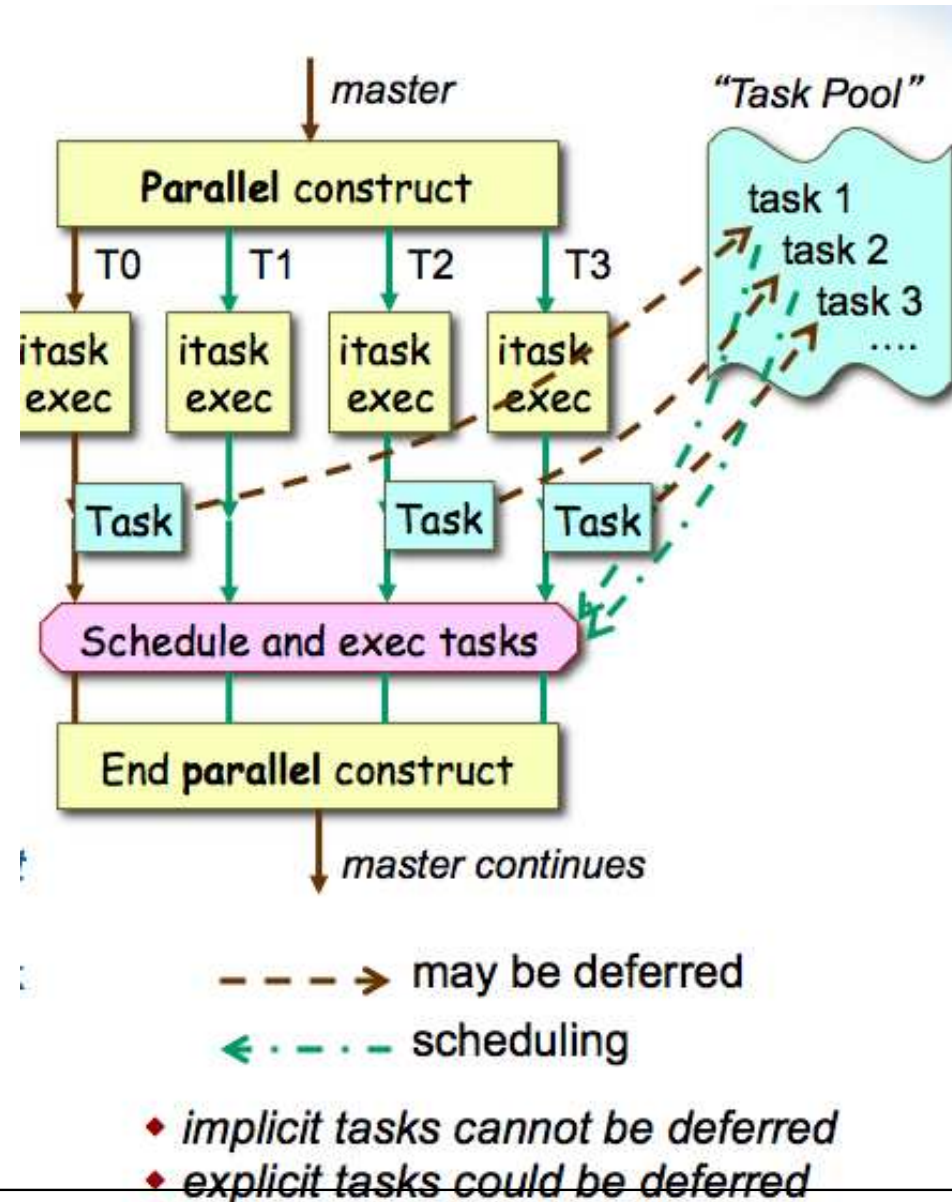 master
"Task Pool"
Parallel construct
task 1
task 2
task 3
....
T0 T1 T2 T3
itask exec
itask exec
itask exec
itask exec
Task
Task
Task
Schedule and exec tasks
End parallel construct
master continues
may be deferred
scheduling
implicit tasks cannot be deferred
explicit tasks could be deferred